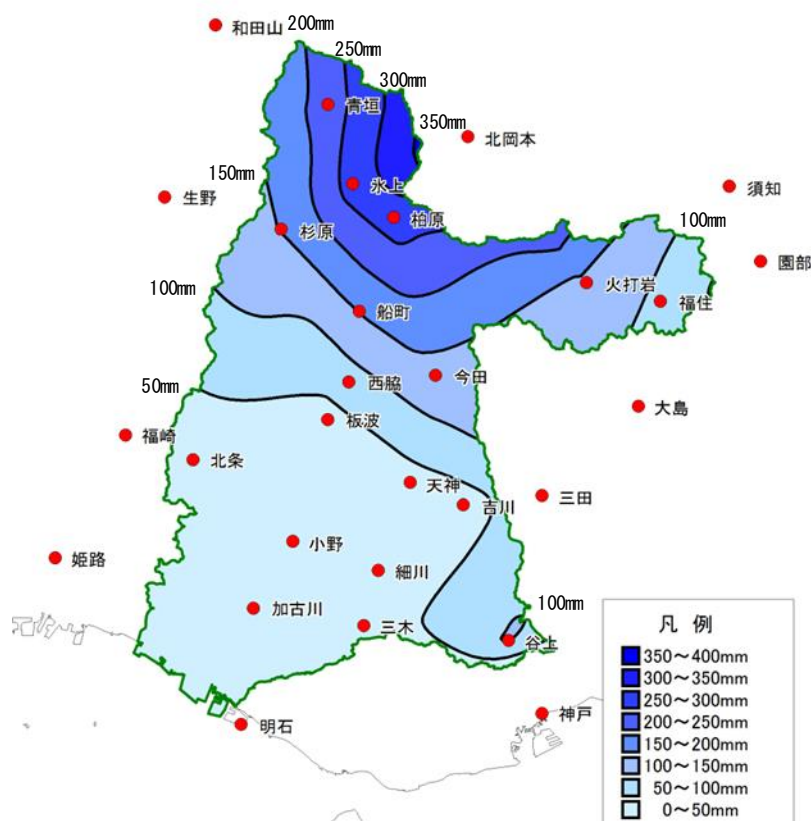 200mm
和田山
250mm
300mm
青垣
350mm
北岡本
150mm
氷上
須知
生野
柏原
100mm
杉原
園部
火打岩
100mm
福住
船町
西脇
今田
50mm
大島
板波
福崎
北条
天神
三田
吉川
小野
姫路
細川
100mm
加古川
三木
谷上
神戸
明石
凡 例
350～400mm
300～350mm
250～300mm
200～250mm
150～200mm
100～150mm
50～100mm
0～50mm